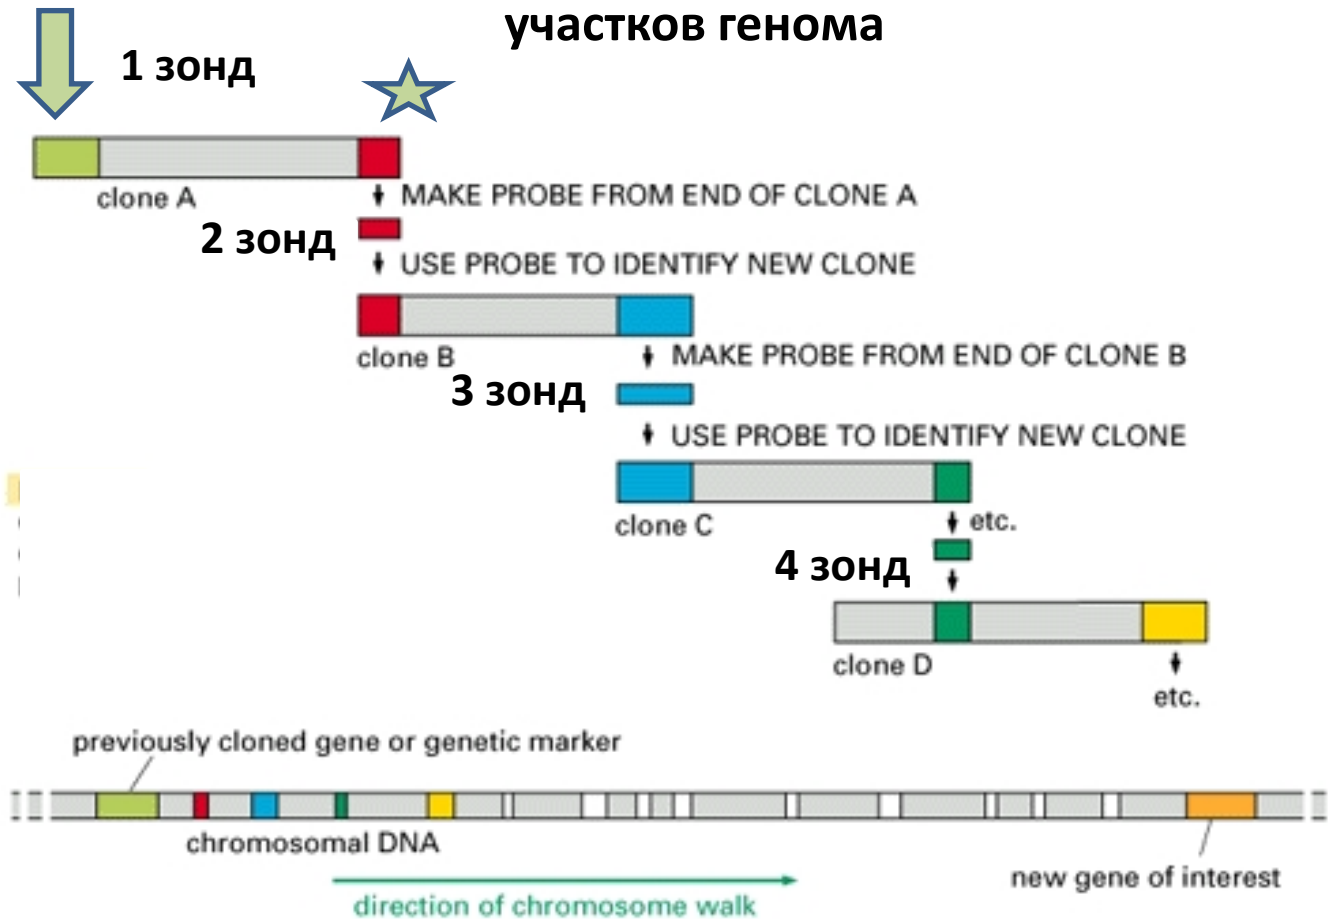 участков генома
1 зонд
clone A
MAKE PROBE FROM END OF CLONE A
2 зонд
USE PROBE TO IDENTIFY NEW CLONE
clone B
MAKE PROBE FROM END OF CLONE B
3 зонд
USE PROBE TO IDENTIFY NEW CLONE
clone C
etc.
4 зонд
clone D
etc.
previously cloned gene or genetic marker
chromosomal DNA
new gene of interest
direction of chromosome walk